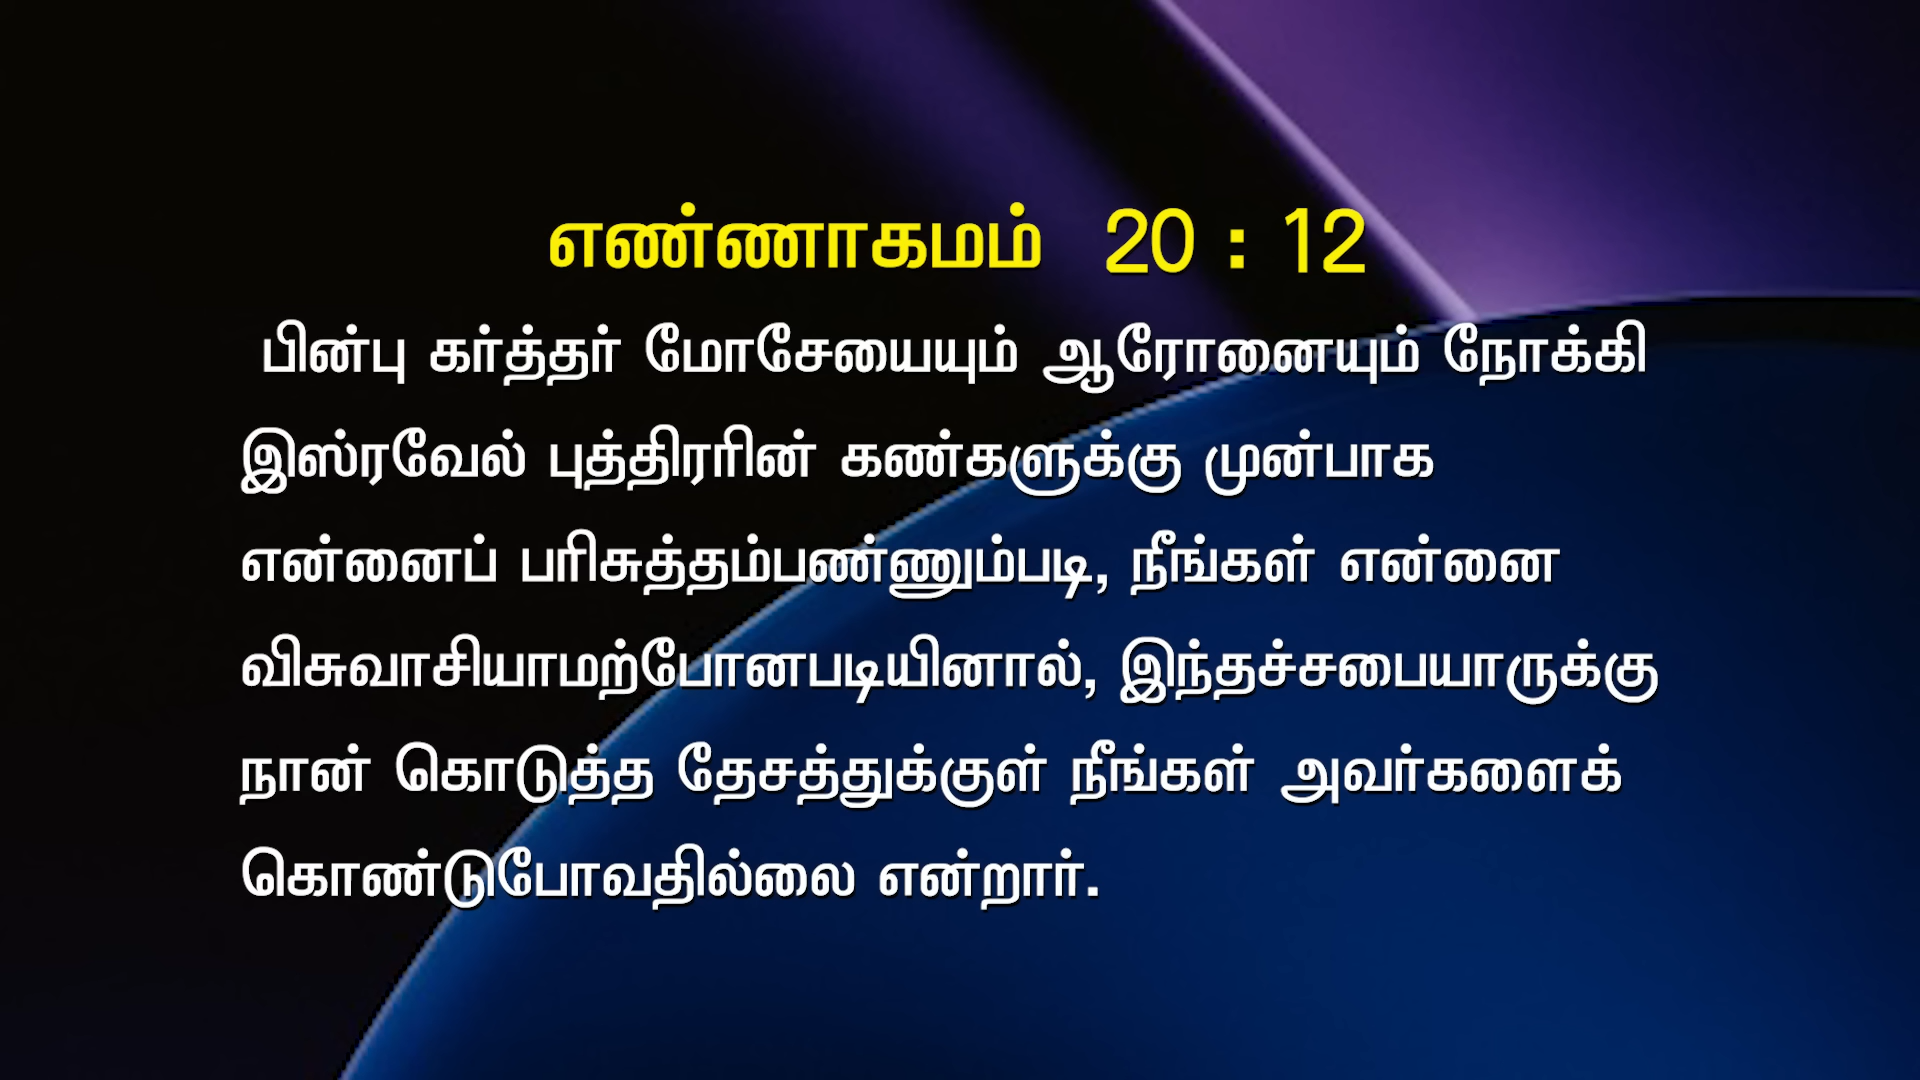 எண்ணாகமம் 20 : 12
பின்பு கர்த்தர் மோசேயையும் ஆரோனையும் நோக்கி
இஸ்ரவேல் புத்திரரின் கண்களுக்கு முன்பாக
என்னைப் பரிசுத்தம்பண்ணும்படி, நீங்கள் என்னை
விசுவாசியாமற்போனபடியினால், இந்தச்சபையாருக்கு
நான் கொடுத்த தேசத்துக்குள் நீங்கள் அவர்களைக்
கொண்டுபோவதில்லை என்றார்.